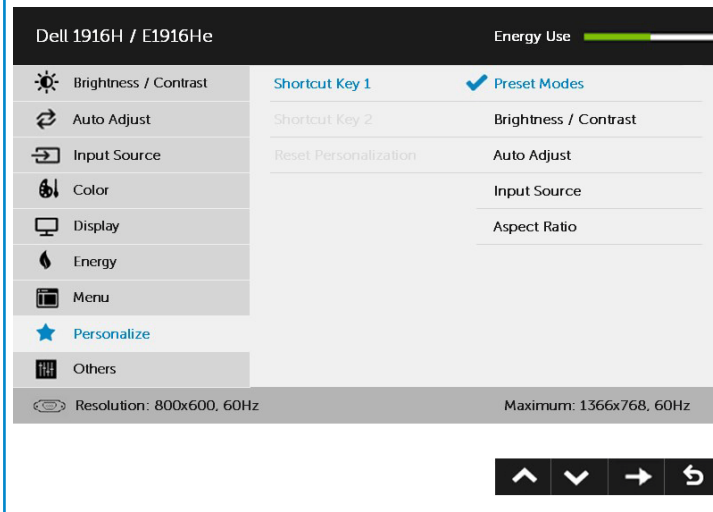 Dell 1916H / E1916He Energy Use
Brightness / Contrast Shortcut Key 1 Preset Modes
Auto Adjust Shortcut Key 2 Brightness / Contrast
Input Source Reset Personalization Auto Adjust
Color Input Source
Display Aspect Ratio
Energy
Menu
Personalize
Others
Resolution: 800x600, 60Hz Maximum: 1366x768, 60Hz